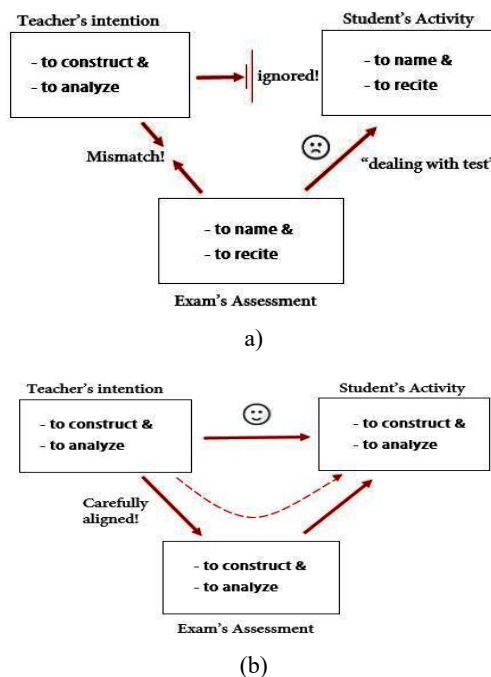 Teacher's intention
Student's Activity
- to construct &
- to analyze
ignored!
- to name &
- to recite
Mismatch!
"dealing with test"
- to name &
- to recite
Exam's Assessment
a)
Teacher's intention
Student's Activity
- to construct &
- to analyze
- to construct &
- to analyze
Carefully
aligned!
- to construct &
- to analyze
Exam's Assessment
(b)